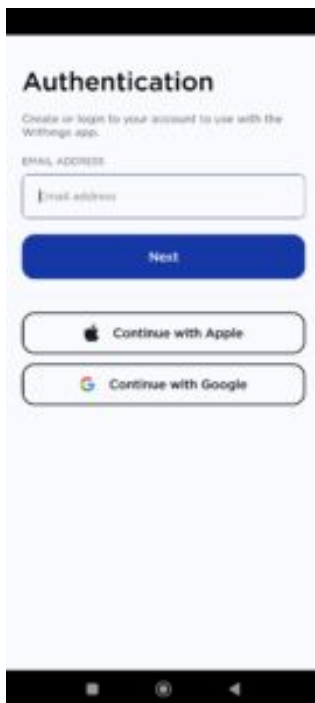 Authentication
Create or login to your account to use with the
Withings app.
EMAIL ADDRESS
Email address
Next
Continue with Apple
Continue with Google